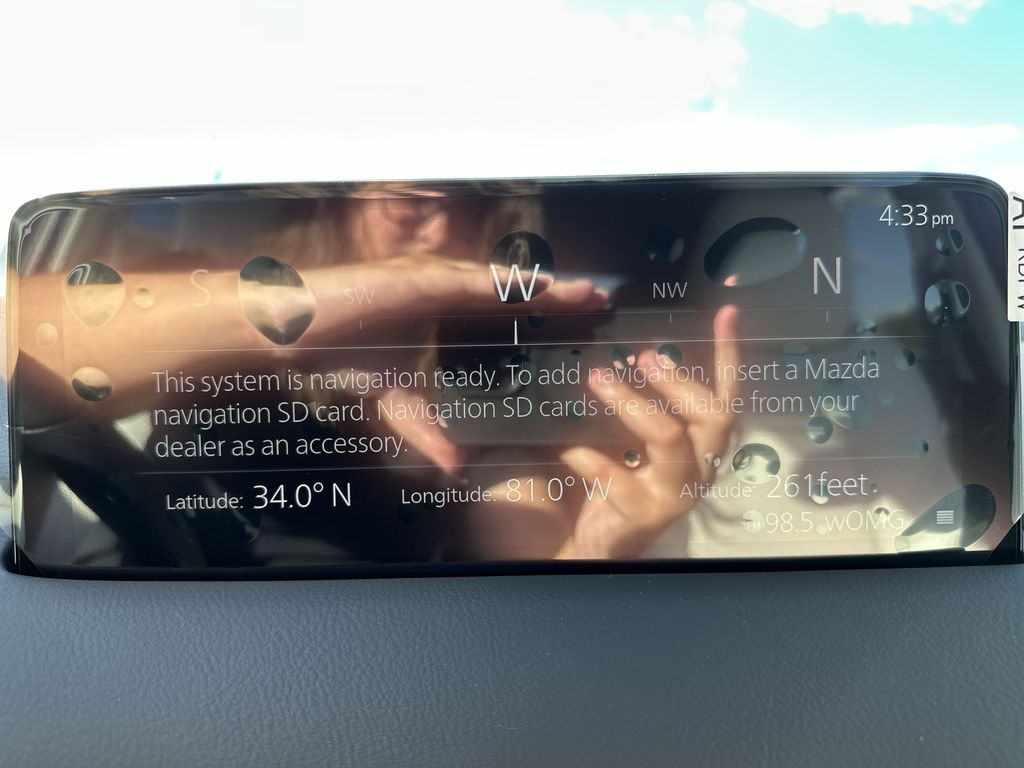 4:33 pm
S SW W NW N
This system is navigation ready. To add navigation, insert a Mazda
navigation SD card. Navigation SD cards are available from your
dealer as an accessory.
Latitude: 34.0° N Longitude: 81.0° W Altitude: 261feet
FM 98.5 wOMG